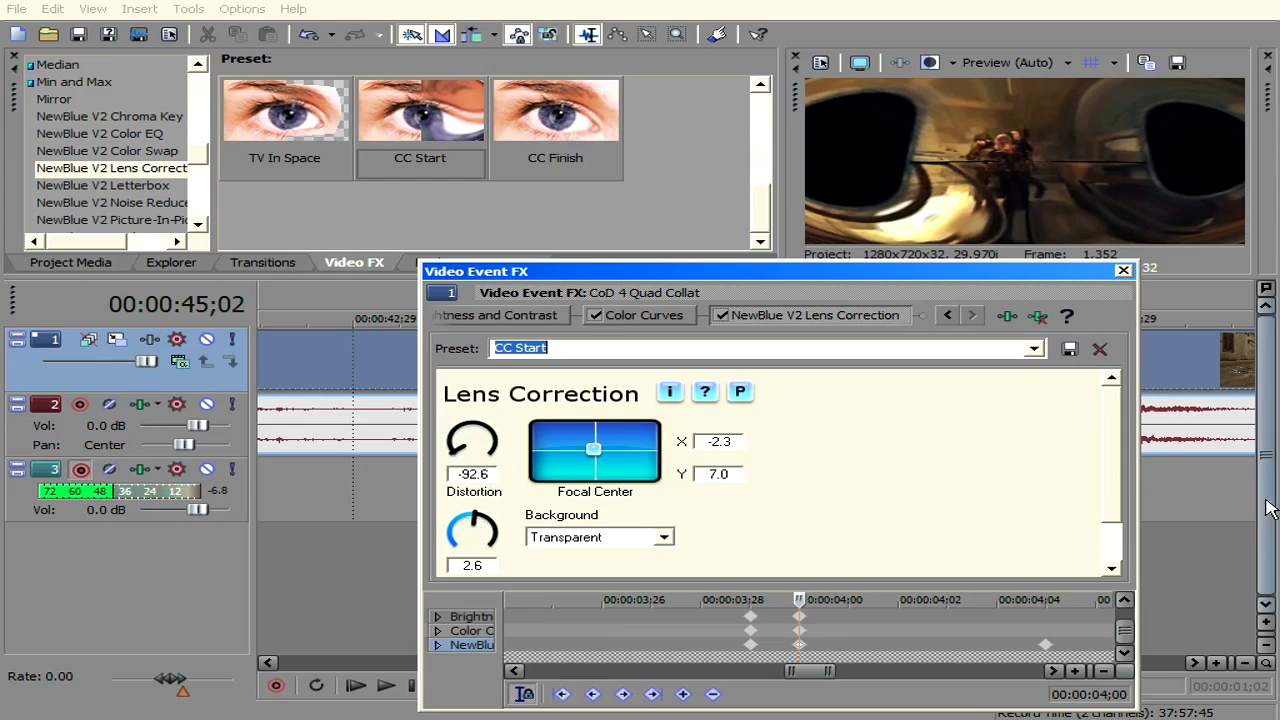 File Edit View Insert Tools Options Help
Median
Min and Max
Mirror
NewBlue V2 Chroma Key
NewBlue V2 Color EQ
NewBlue V2 Color Swap
NewBlue V2 Lens Correct
NewBlue V2 Letterbox
NewBlue V2 Noise Reduce
NewBlue V2 Picture-In-Pic
Preset:
TV In Space
CC Start
CC Finish
Preview (Auto)
Project: 1280x720x32, 29.970i Frame: 1,352
32
Project Media Explorer Transitions Video FX
00:00:45;02
00:00:42;29
;29
1
2
Vol: 0.0 dB
Pan: Center
3
72 60 48 36 24 12 -6.8
Vol: 0.0 dB
Rate: 0.00
Video Event FX
1 Video Event FX: CoD 4 Quad Collat
htness and Contrast Color Curves NewBlue V2 Lens Correction
Preset: CC Start
Lens Correction i ? P
X -2.3
Y 7.0
-92.6
Distortion
Focal Center
Background
Transparent
2.6
00:00:03;26 00:00:03;28 00:00:04;00 00:00:04;02 00:00:04;04 00
Brightn
Color C
NewBlu
00:00:04;00
00:00:01;02
Record Time (2 channels): 37:57:45